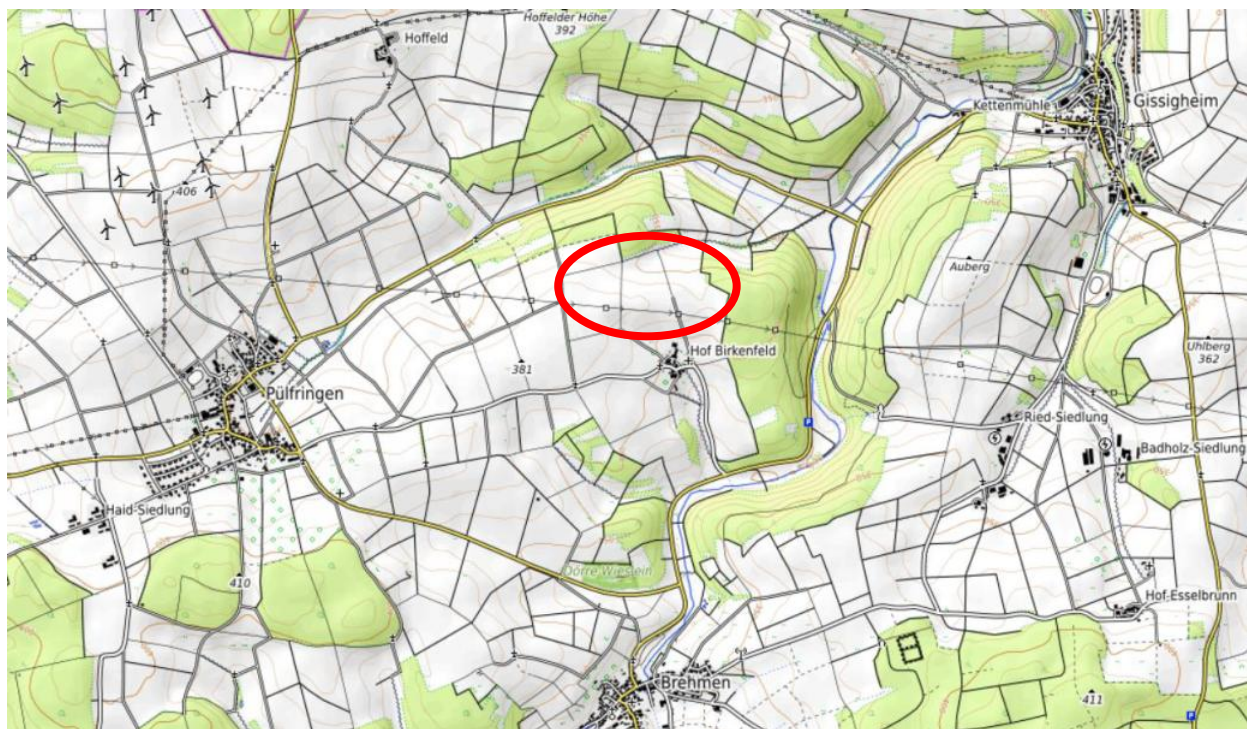 Hoffelder Höhe
392
Hoffeld
Kettenmühle
Gissigheim
406
Auberg
Uhlberg
362
Hof Birkenfeld
381
Pülfringen
P
Ried-Siedlung
Badholz-Siedlung
Haid-Siedlung
410
Dörre Wieslein
Hof-Esselbrunn
Brehmen
411
P